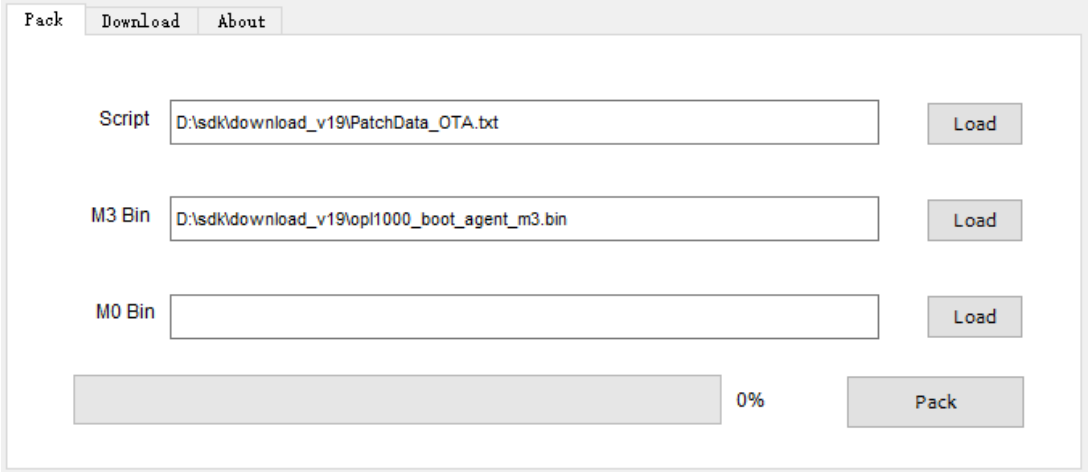 Pack Download About
Script D:\sdk\download_v19\PatchData_OTA.txt Load
M3 Bin D:\sdk\download_v19\opl1000_boot_agent_m3.bin Load
M0 Bin Load
0% Pack